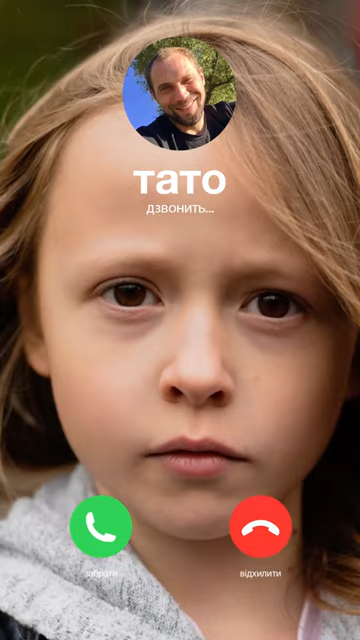 тато
дзвонить...
забрати
відхилити